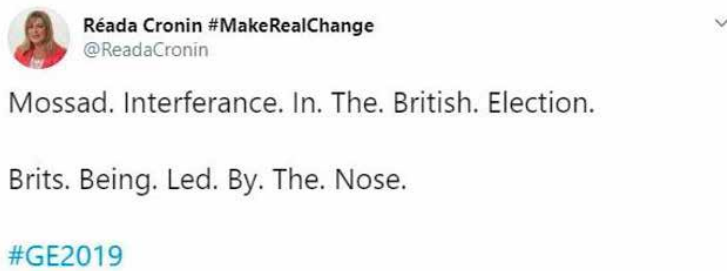 Réada Cronin #MakeRealChange
@ReadaCronin
Mossad. Interferance. In. The. British. Election.
Brits. Being. Led. By. The. Nose.
#GE2019